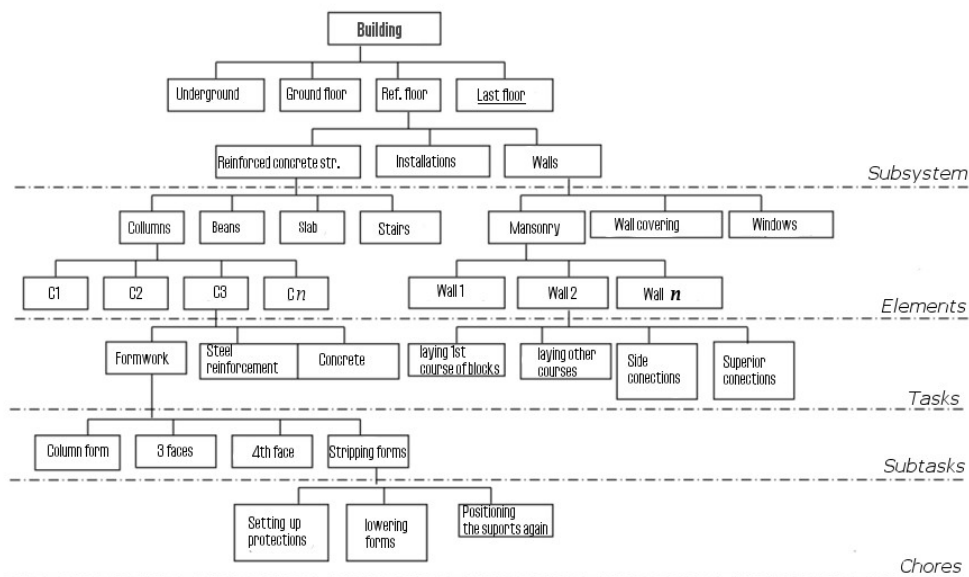 Building
Underground
Ground floor
Ref. floor
Last floor
Reinforced concrete str.
Installations
Walls
Subsystem
Collumns
Beans
Slab
Stairs
Mansonry
Wall covering
Windows
C1
C2
C3
Cn
Wall 1
Wall 2
Wall n
Elements
Formwork
Steel
reinforcement
Concrete
laying 1st
course of blocks
laying other
courses
Side
conections
Superior
conections
Tasks
Column form
3 faces
4th face
Stripping forms
Subtasks
Setting up
protections
lowering
forms
Positioning
the suports again
Chores